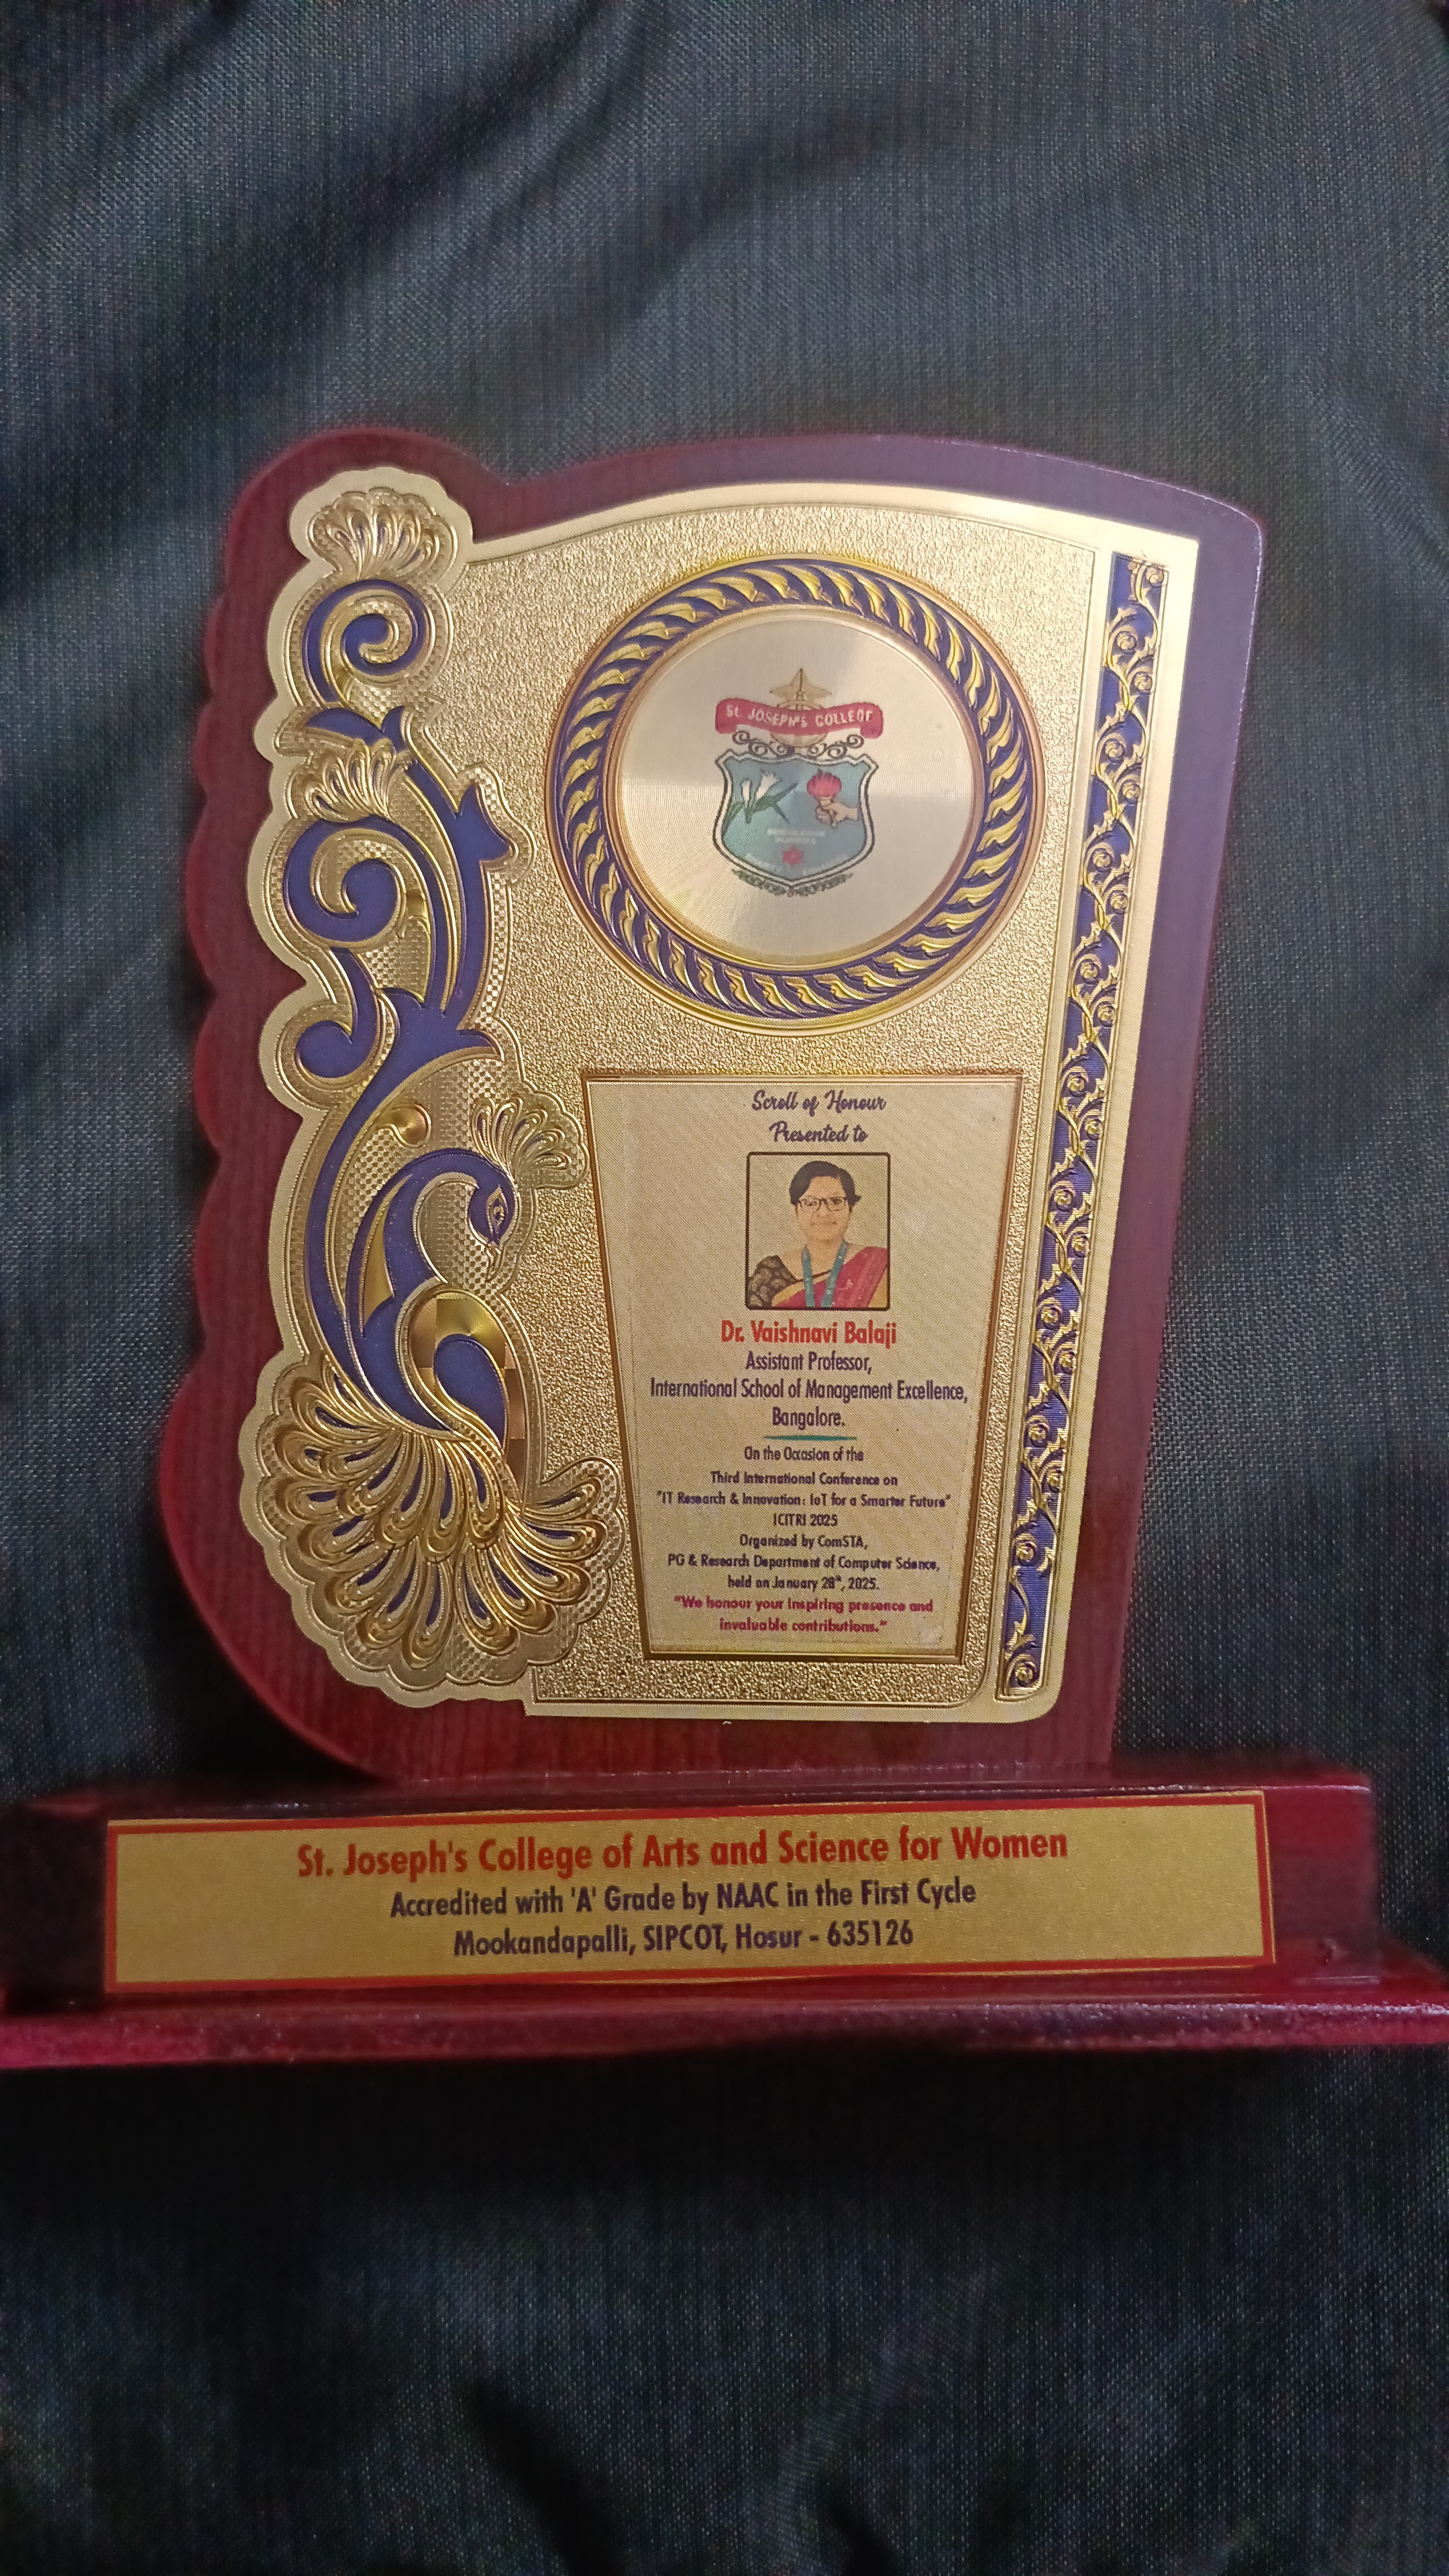 St. JOSEPH'S COLLEGE
Scroll of Honour
Presented to
Dr. Vaishnavi Balaji
Assistant Professor,
International School of Management Excellence,
Bangalore.
On the Occasion of the
Third International Conference on
"IT Research & Innovation: IoT for a Smarter Future"
ICITRI 2025
Organized by ComSTA,
PG & Research Department of Computer Science,
held on January 28th, 2025.
"We honour your inspiring presence and
invaluable contributions."
St. Joseph's College of Arts and Science for Women
Accredited with 'A' Grade by NAAC in the First Cycle
Mookandapalli, SIPCOT, Hosur - 635126